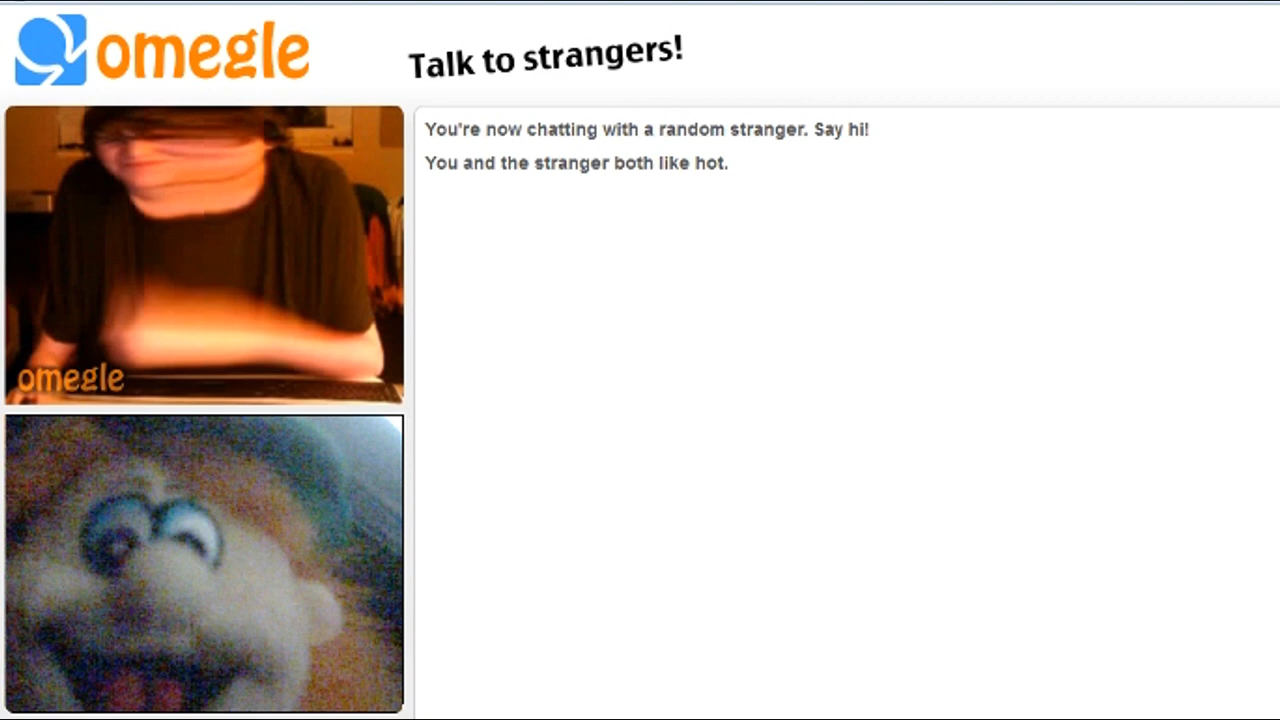 omegle
Talk to strangers!
You're now chatting with a random stranger. Say hi!
You and the stranger both like hot.
omegle